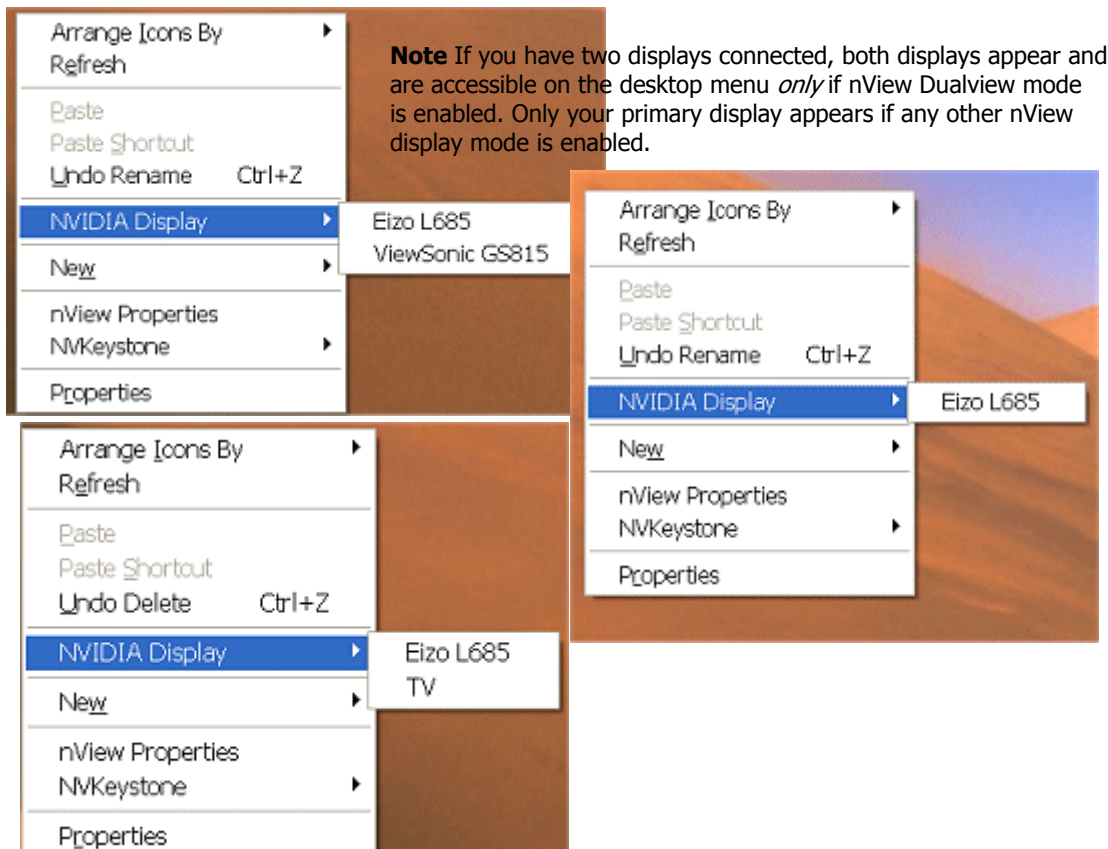 Arrange Icons By
Refresh
Paste
Paste Shortcut
Undo Rename Ctrl+Z
NVIDIA Display
Eizo L685
ViewSonic GS815
New
nView Properties
NVKeystone
Properties
Note If you have two displays connected, both displays appear and
are accessible on the desktop menu only if nView Dualview mode
is enabled. Only your primary display appears if any other nView
display mode is enabled.
Arrange Icons By
Refresh
Paste
Paste Shortcut
Undo Rename Ctrl+Z
NVIDIA Display
Eizo L685
New
nView Properties
NVKeystone
Properties
Arrange Icons By
Refresh
Paste
Paste Shortcut
Undo Delete Ctrl+Z
NVIDIA Display
Eizo L685
TV
New
nView Properties
NVKeystone
Properties